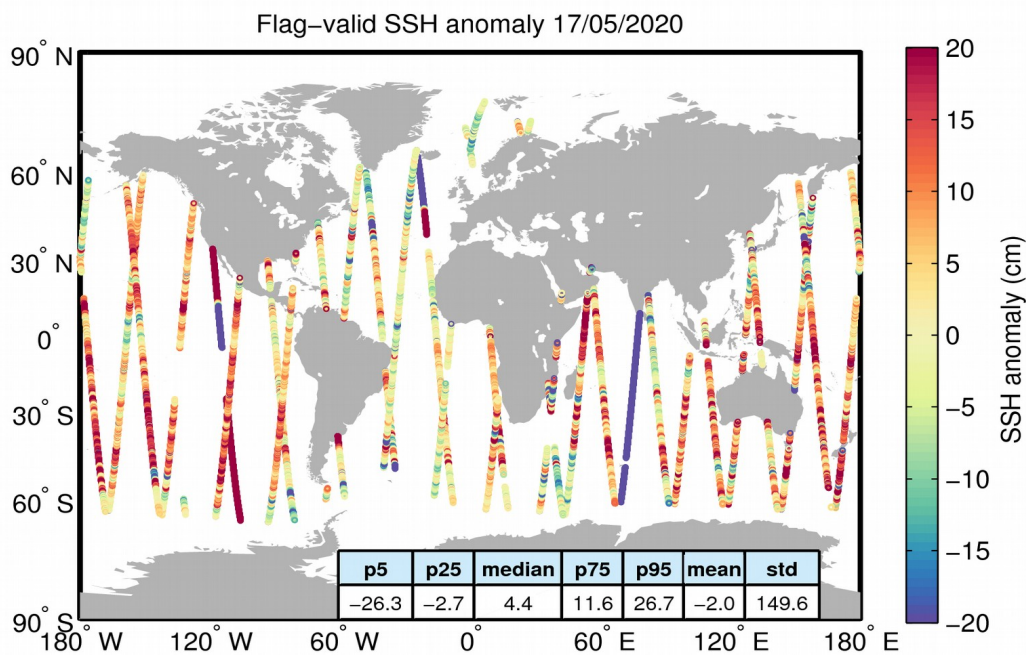 Flag−valid SSH anomaly 17/05/2020
90° N
60° N
30° N
0°
30° S
60° S
90° S
180° W 120° W 60° W 0° 60° E 120° E 180° E
p5 p25 median p75 p95 mean std
−26.3 −2.7 4.4 11.6 26.7 −2.0 149.6
20
15
10
5
0
−5
−10
−15
−20
SSH anomaly (cm)